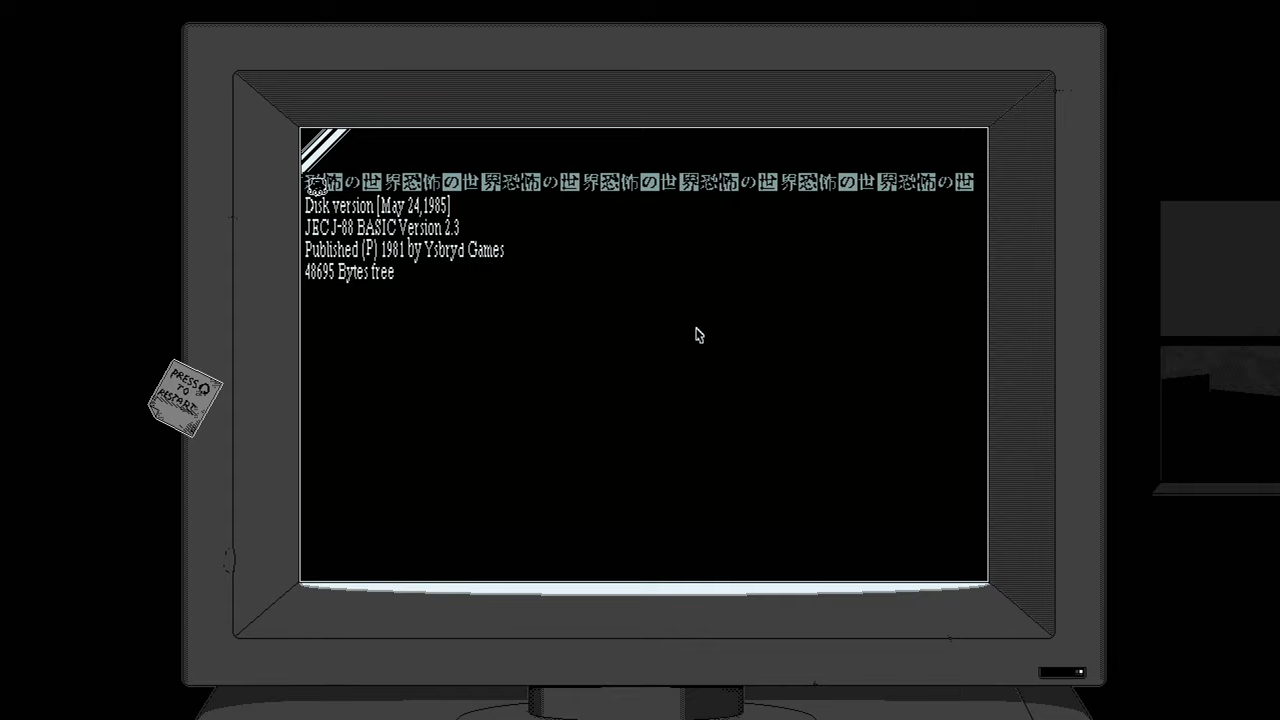 恐怖の世界恐怖の世界恐怖の世界恐怖の世界恐怖の世界恐怖の世界恐怖の世
Disk version [May 24,1985]
JEC J-88 BASIC Version 2.3
Published (P) 1981 by Ysbryd Games
48695 Bytes free
PRESS Q
TO
RESTART